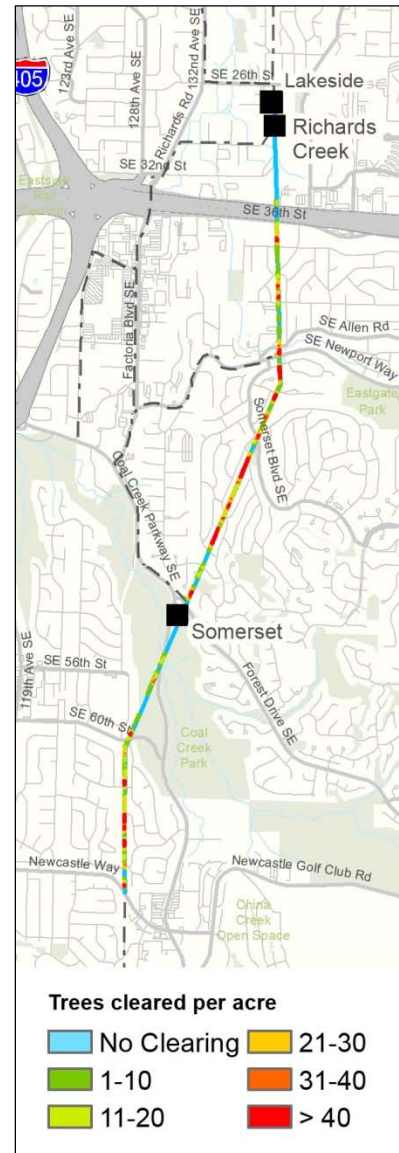 123rd Ave SE
128th Ave SE
132nd Ave SE
SE 26th St
Lakeside
405
Richards Rd
Richards
Creek
SE 32nd St
Eastside
Rail
SE 36th St
Factoria Blvd SE
SE Allen Rd
SE Newport Way
Eastgate
Park
Somerset Blvd SE
Coal Creek Parkway SE
Somerset
119th Ave SE
SE 56th St
Forest Drive SE
SE 60th St
Coal
Creek
Park
Newcastle Way
Newcastle Golf Club Rd
China
Creek
Open Space
Trees cleared per acre
No Clearing
21-30
1-10
31-40
11-20
> 40